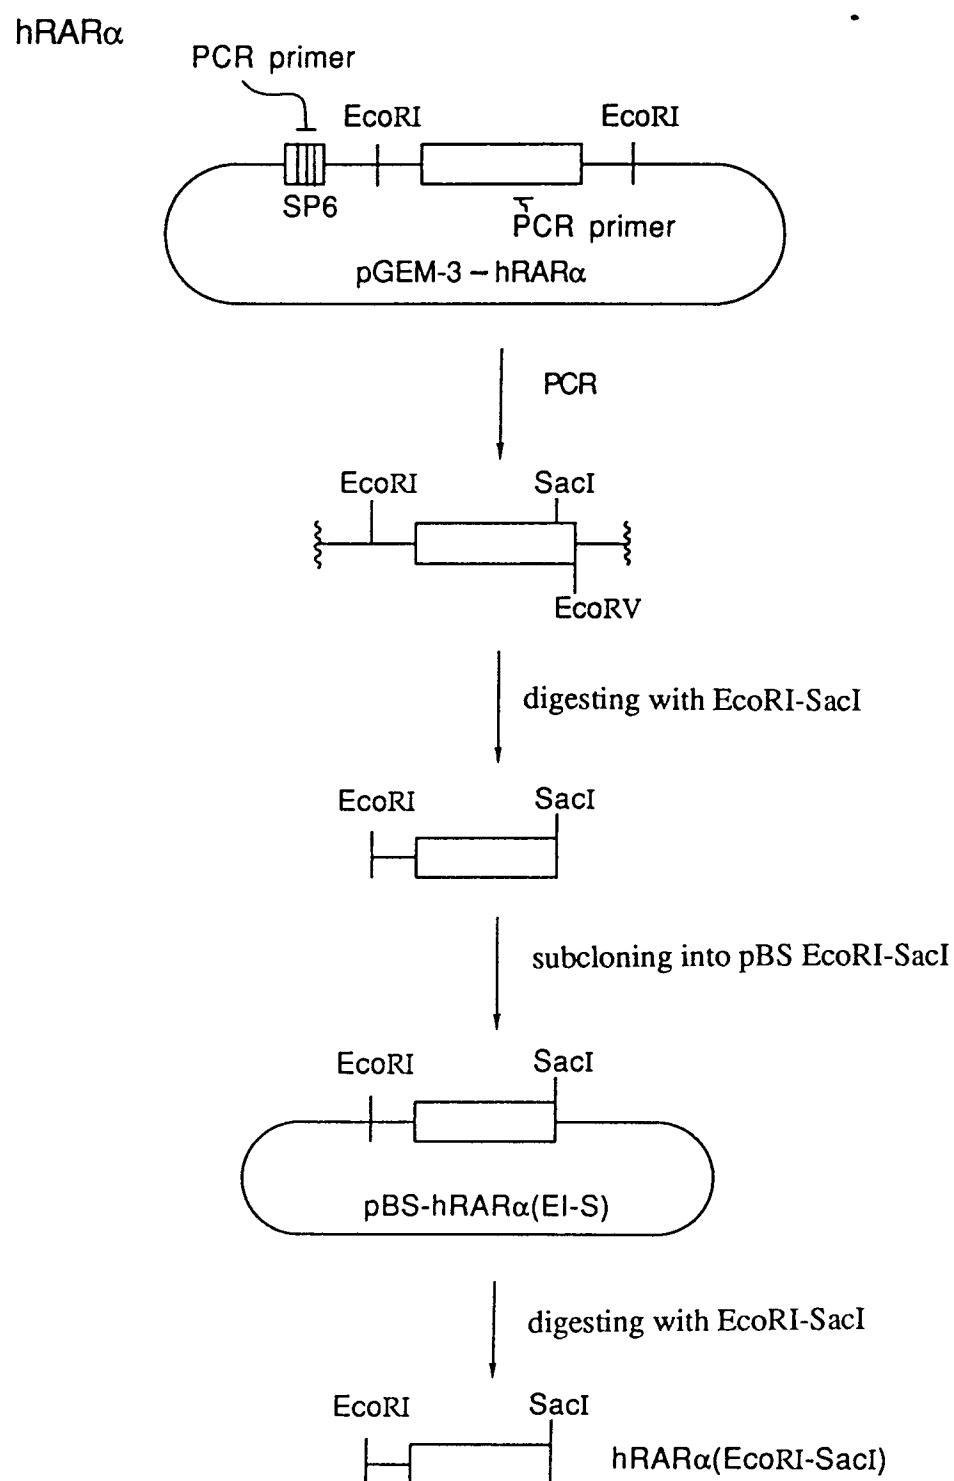 hRARα
PCR primer
EcoRI
EcoRI
SP6
PCR primer
pGEM-3 – hRARα
PCR
EcoRI
SacI
EcoRV
digesting with EcoRI-SacI
EcoRI
SacI
subcloning into pBS EcoRI-SacI
EcoRI
SacI
pBS-hRARα(EI-S)
digesting with EcoRI-SacI
EcoRI
SacI
hRARα(EcoRI-SacI)